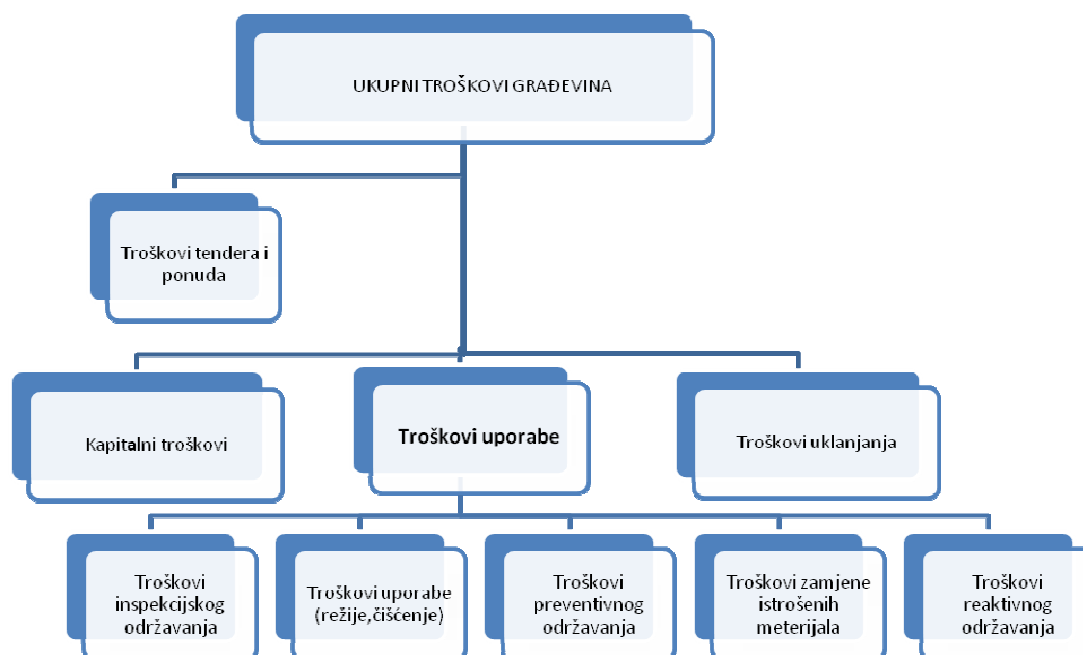 UKUPNI TROŠKOVI GRAĐEVINA
Troškovi tendera i
ponuda
Kapitalni troškovi
Troškovi uporabe
Troškovi uklanjanja
Troškovi
inspekcijskog
održavanja
Troškovi uporabe
(režije,čišćenje)
Troškovi
preventivnog
održavanja
Troškovi zamjene
istrošenih
meterijala
Troškovi
reaktivnog
održavanja